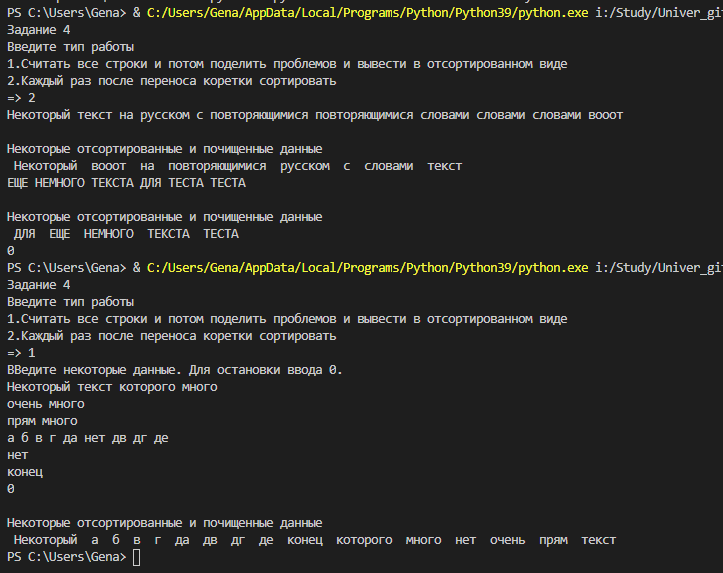 PS C:\Users\Gena> & C:/Users/Gena/AppData/Local/Programs/Python/Python39/python.exe i:/Study/Univer_gi
Задание 4
Введите тип работы
1.Считать все строки и потом поделить проблемов и вывести в отсортированном виде
2.Каждый раз после переноса коретки сортировать
=> 2
Некоторый текст на русском с повторяющимися повторяющимися словами словами словами вооот
Некоторые отсортированные и почищенные данные
Некоторый  вооот  на  повторяющимися  русском  с  словами  текст
ЕЩЕ НЕМНОГО ТЕКСТА ДЛЯ ТЕСТА ТЕСТА
Некоторые отсортированные и почищенные данные
ДЛЯ  ЕЩЕ  НЕМНОГО  ТЕКСТА  ТЕСТА
0
PS C:\Users\Gena> & C:/Users/Gena/AppData/Local/Programs/Python/Python39/python.exe i:/Study/Univer_gi
Задание 4
Введите тип работы
1.Считать все строки и потом поделить проблемов и вывести в отсортированном виде
2.Каждый раз после переноса коретки сортировать
=> 1
ВВедите некоторые данные. Для остановки ввода 0.
Некоторый текст которого много
очень много
прям много
а б в г да нет дв дг де
нет
конец
0
Некоторые отсортированные и почищенные данные
Некоторый  а  б  в  г  да  дв  дг  де  конец  которого  много  нет  очень  прям  текст
PS C:\Users\Gena>